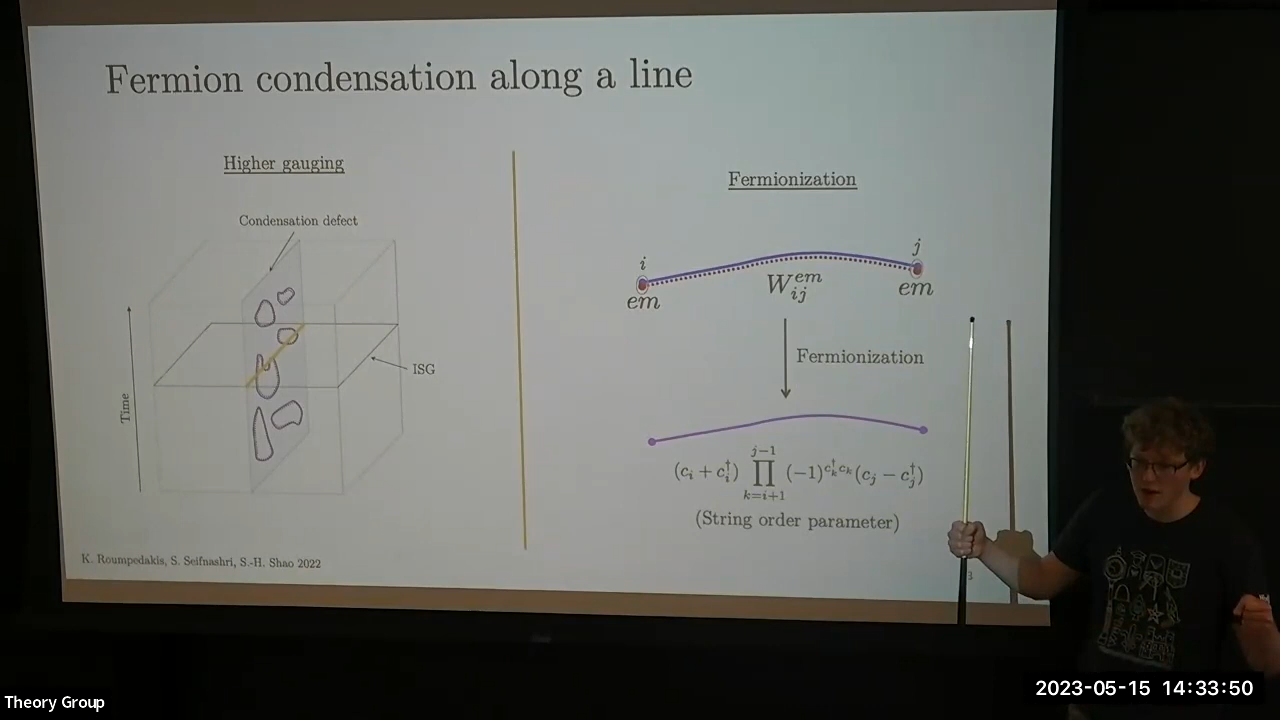 Fermion condensation along a line
Higher gauging
Condensation defect
Time
ISG
K. Roumpedakis, S. Seifnashri, S.-H. Shao 2022
Fermionization
i
j
em
W_{ij}^{em}
em
Fermionization
(c_i + c_i^†) ∏_{k=i+1}^{j−1} (−1)^{c_k^† c_k} (c_j − c_j^†)
(String order parameter)
3
Theory Group
2023-05-15 14:33:50